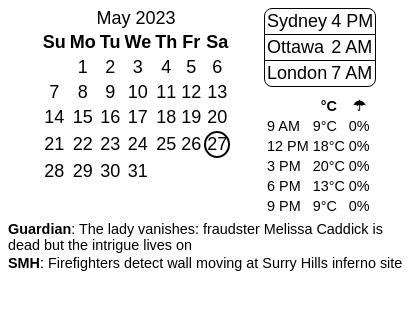 May 2023
Su Mo Tu We Th Fr Sa
1 2 3 4 5 6
7 8 9 10 11 12 13
14 15 16 17 18 19 20
21 22 23 24 25 26 27
28 29 30 31
Sydney 4 PM
Ottawa 2 AM
London 7 AM
°C ☂
9 AM 9°C 0%
12 PM 18°C 0%
3 PM 20°C 0%
6 PM 13°C 0%
9 PM 9°C 0%
Guardian: The lady vanishes: fraudster Melissa Caddick is
dead but the intrigue lives on
SMH: Firefighters detect wall moving at Surry Hills inferno site